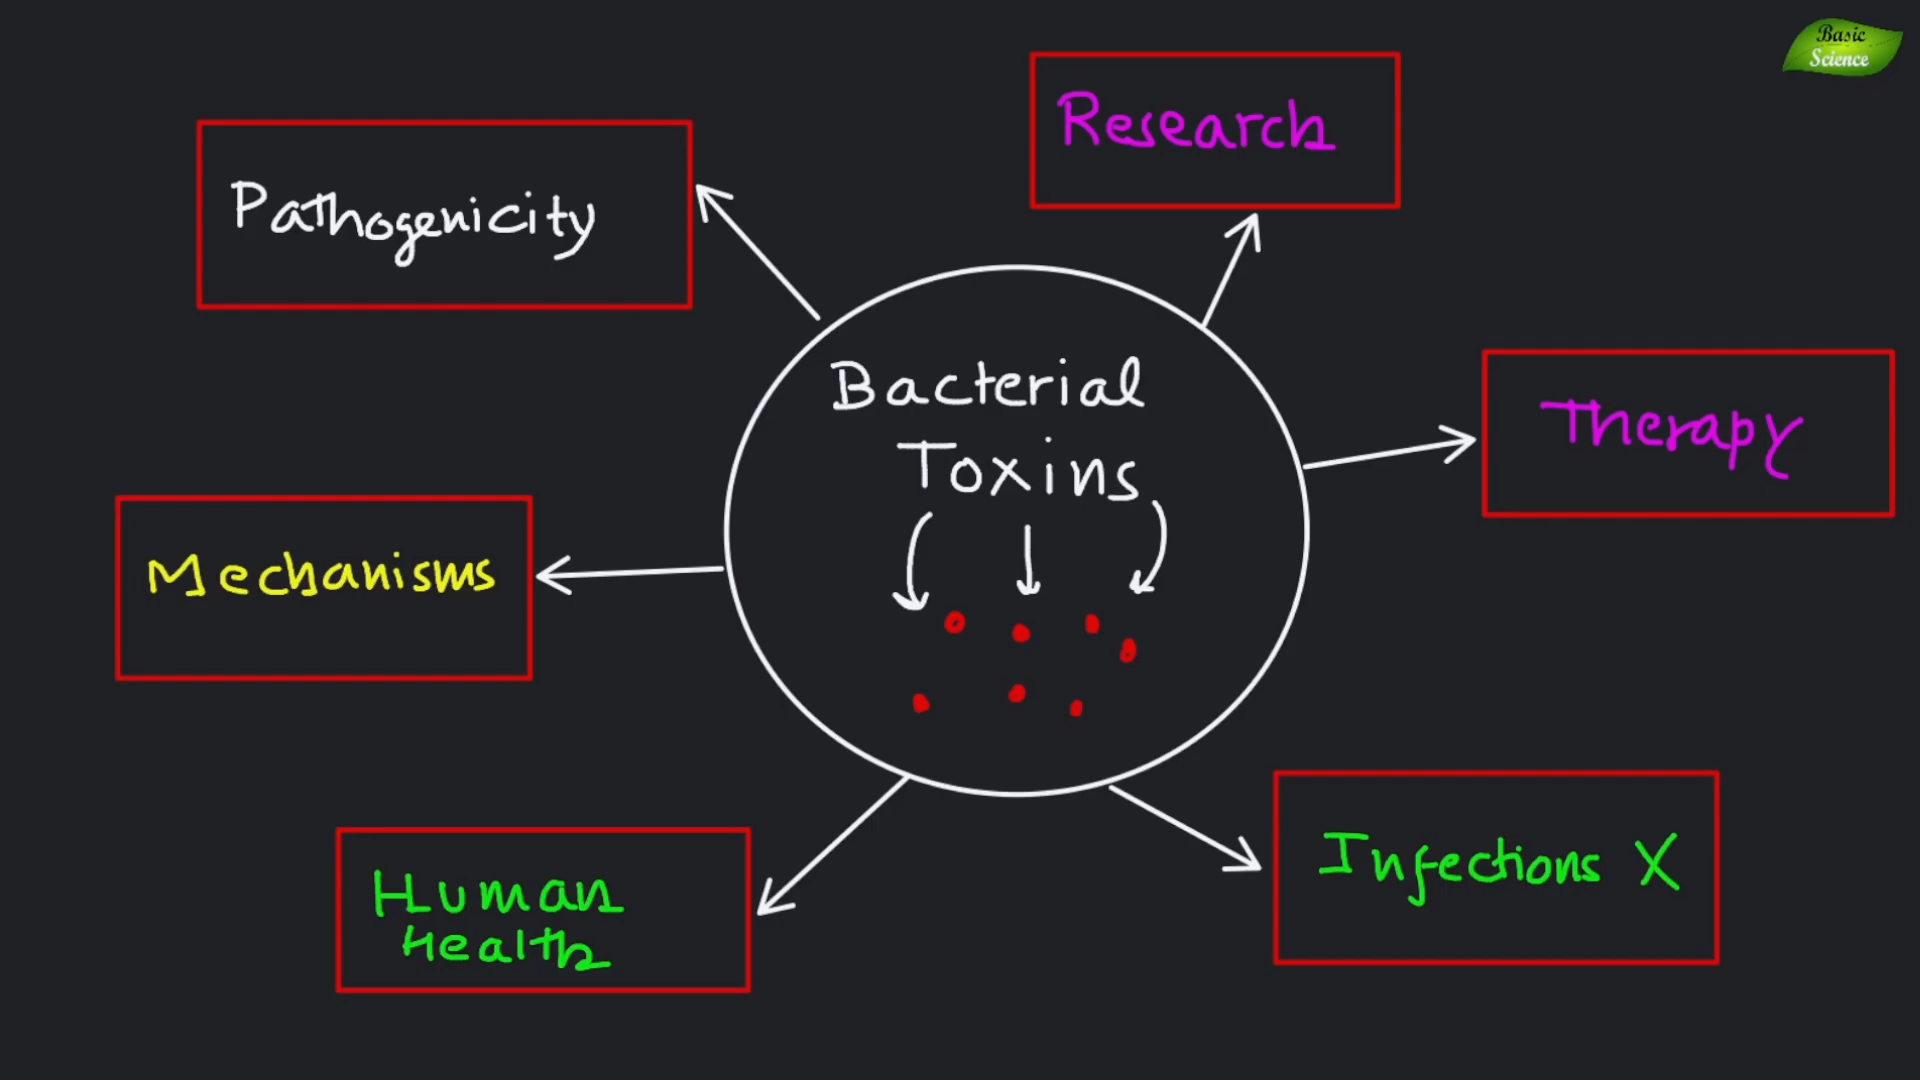 Basic
Science
Research
Pathogenicity
Bacterial
Toxins
Therapy
Mechanisms
Infections X
Human
Health